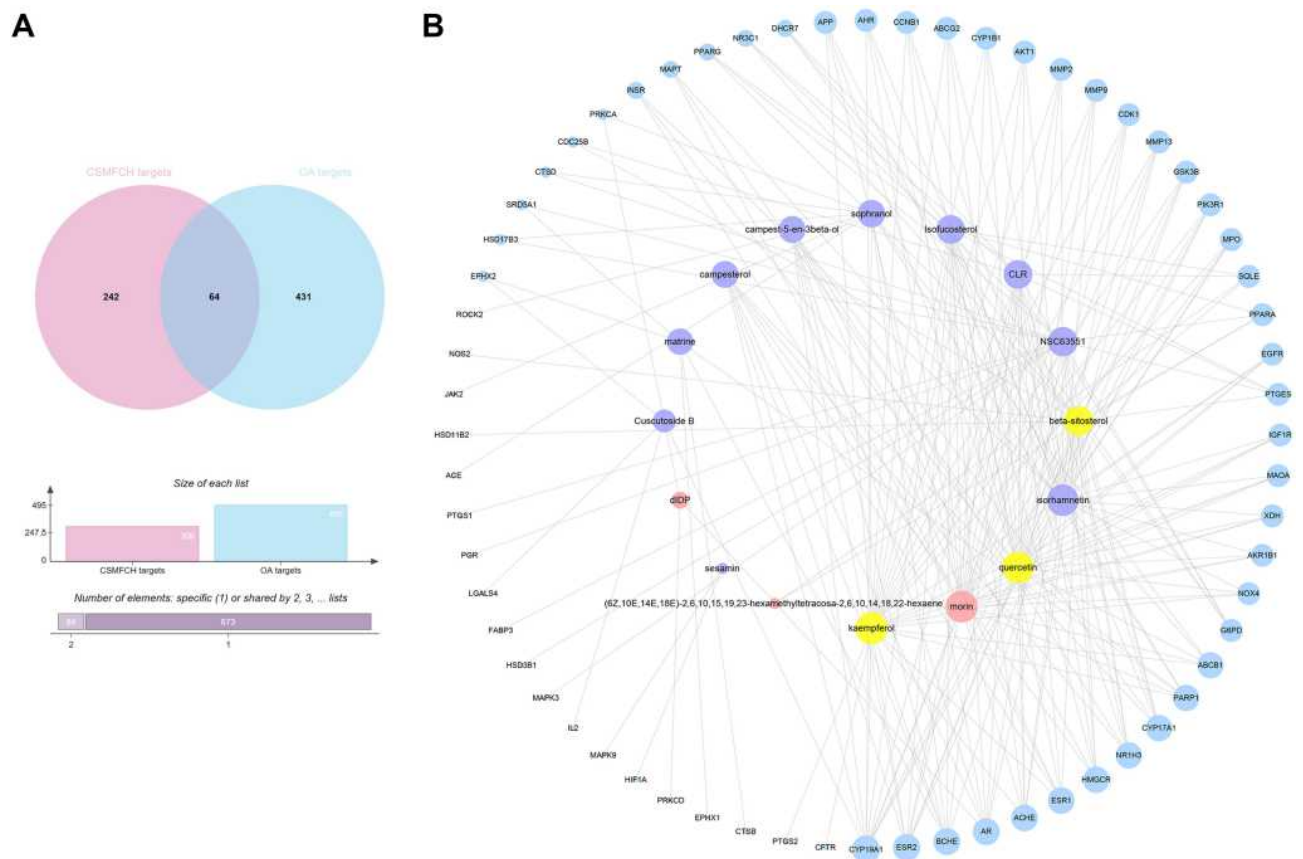 A
CSMFCH targets
OA targets
242
64
431
Size of each list
495
247.5
0
306
495
CSMFCH targets
OA targets
Number of elements: specific (1) or shared by 2, 3, ... lists
64
673
2
1
B
APP
AHR
CCNB1
ABCG2
CYP1B1
AKT1
MMP2
MMP9
CDK1
MMP13
GSK3B
PIK3R1
MPO
SQLE
PPARA
EGFR
PTGES
IGF1R
MAOA
XDH
AKR1B1
NOX4
G6PD
ABCB1
PARP1
CYP17A1
NR1H3
HMGCR
ESR1
ACHE
AR
BCHE
ESR2
CYP19A1
CFTR
PTGS2
CTSB
EPHX1
PRKCD
HIF1A
MAPK9
IL2
MAPK3
HSD3B1
FABP3
LGALS4
PGR
PTGS1
ACE
HSD11B2
JAK2
NOS2
ROCK2
EPHX2
HSD17B3
SRD5A1
CTSD
CDC25B
PRKCA
INSR
MAPT
PPARG
NR3C1
DHCR7
sophranol
campest-5-en-3beta-ol
Isofucosterol
campesterol
CLR
matrine
NSC63551
Cuscutoside B
beta-sitosterol
dIDP
isorhamnetin
sesamin
quercetin
(6Z,10E,14E,18E)-2,6,10,15,19,23-hexamethyltetracosa-2,6,10,14,18,22-hexaene
morin
kaempferol